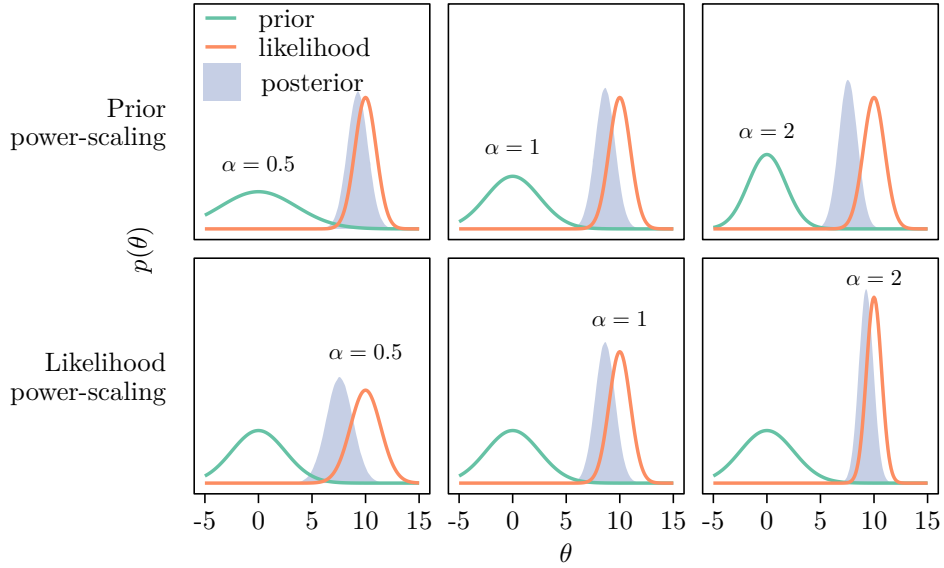 prior
likelihood
posterior
Prior
power-scaling
α = 0.5
α = 1
α = 2
p(θ)
Likelihood
power-scaling
α = 0.5
α = 1
α = 2
-5 0 5 10 15
-5 0 5 10 15
-5 0 5 10 15
θ